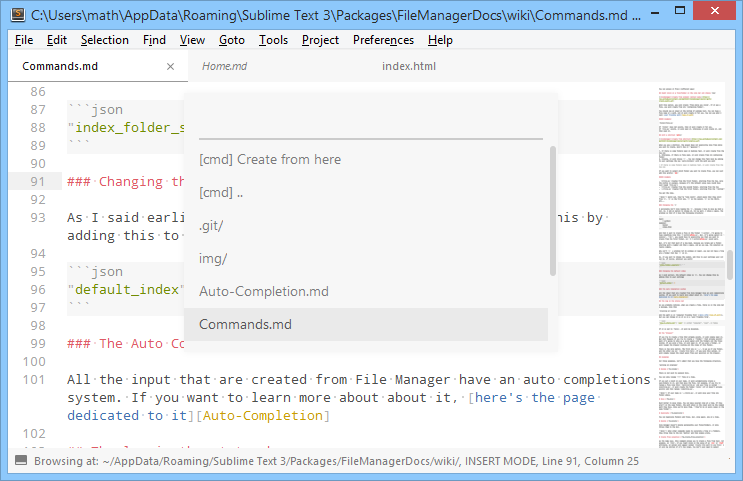 C:\Users\math\AppData\Roaming\Sublime Text 3\Packages\FileManagerDocs\wiki\Commands.md ...
File Edit Selection Find View Goto Tools Project Preferences Help
Commands.md × Home.md index.html
86
87 ```json
88 "index_folder_s
89 ```
90
91 ###·Changing·th
92
93 As·I·said·earli his·by·
adding·this·to·
94
95 ```json
96 "default_index"
97 ```
98
99 ###·The·Auto·Co
100
101 All·the·input·that·are·created·from·File·Manager·have·an·auto·completions·
system.·If·you·want·to·learn·more·about·about·it,·[here's·the·page·
dedicated·to·it][Auto-Completion]
102
[cmd] Create from here
[cmd] ..
.git/
img/
Auto-Completion.md
Commands.md
Browsing at: ~/AppData/Roaming/Sublime Text 3/Packages/FileManagerDocs/wiki/, INSERT MODE, Line 91, Column 25